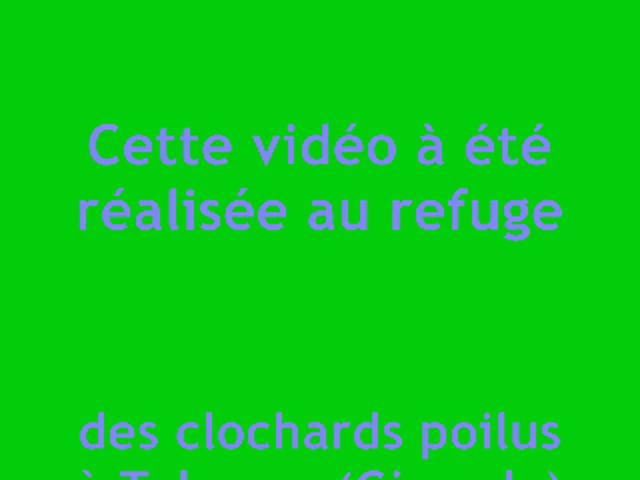 Cette vidéo à été
réalisée au refuge
des clochards poilus
à